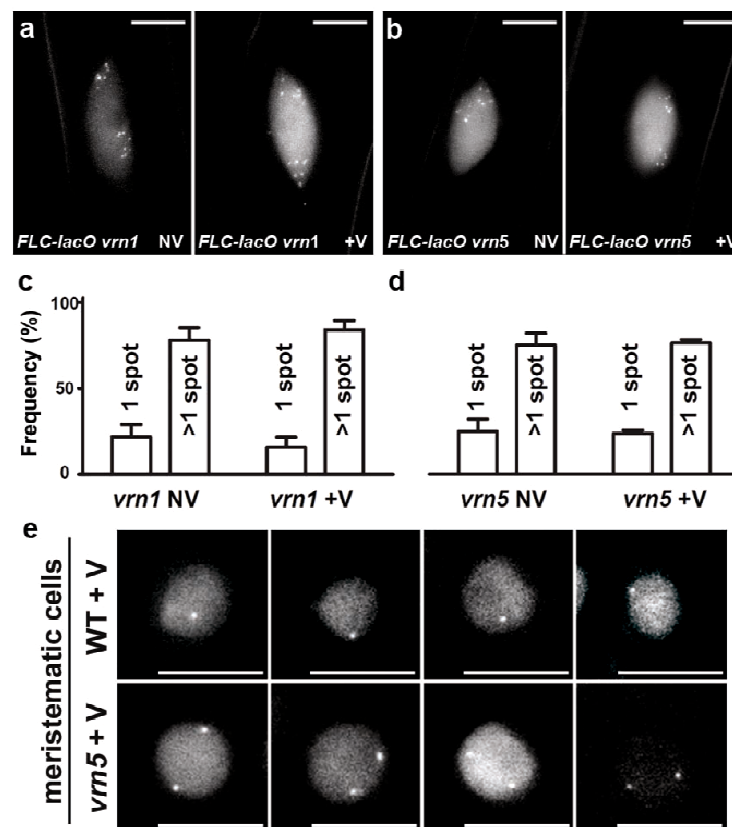 a
b
FLC-lacO vrn1 NV
FLC-lacO vrn1 +V
FLC-lacO vrn5 NV
FLC-lacO vrn5 +V
c
d
Frequency (%)
100
50
0
1 spot
>1 spot
1 spot
>1 spot
1 spot
>1 spot
1 spot
>1 spot
vrn1 NV
vrn1 +V
vrn5 NV
vrn5 +V
e
meristematic cells
WT + V
vrn5 + V